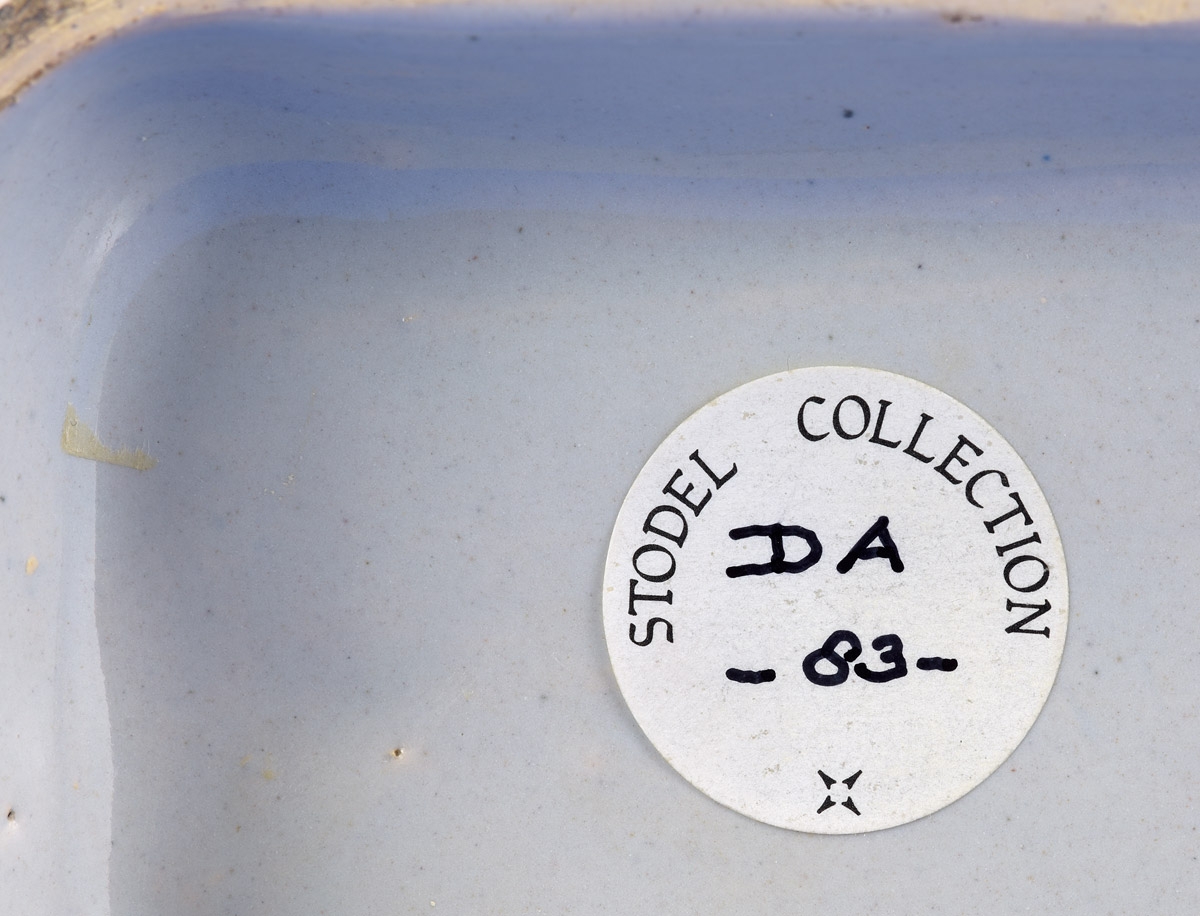 STODEL COLLECTION
DA
- 83-